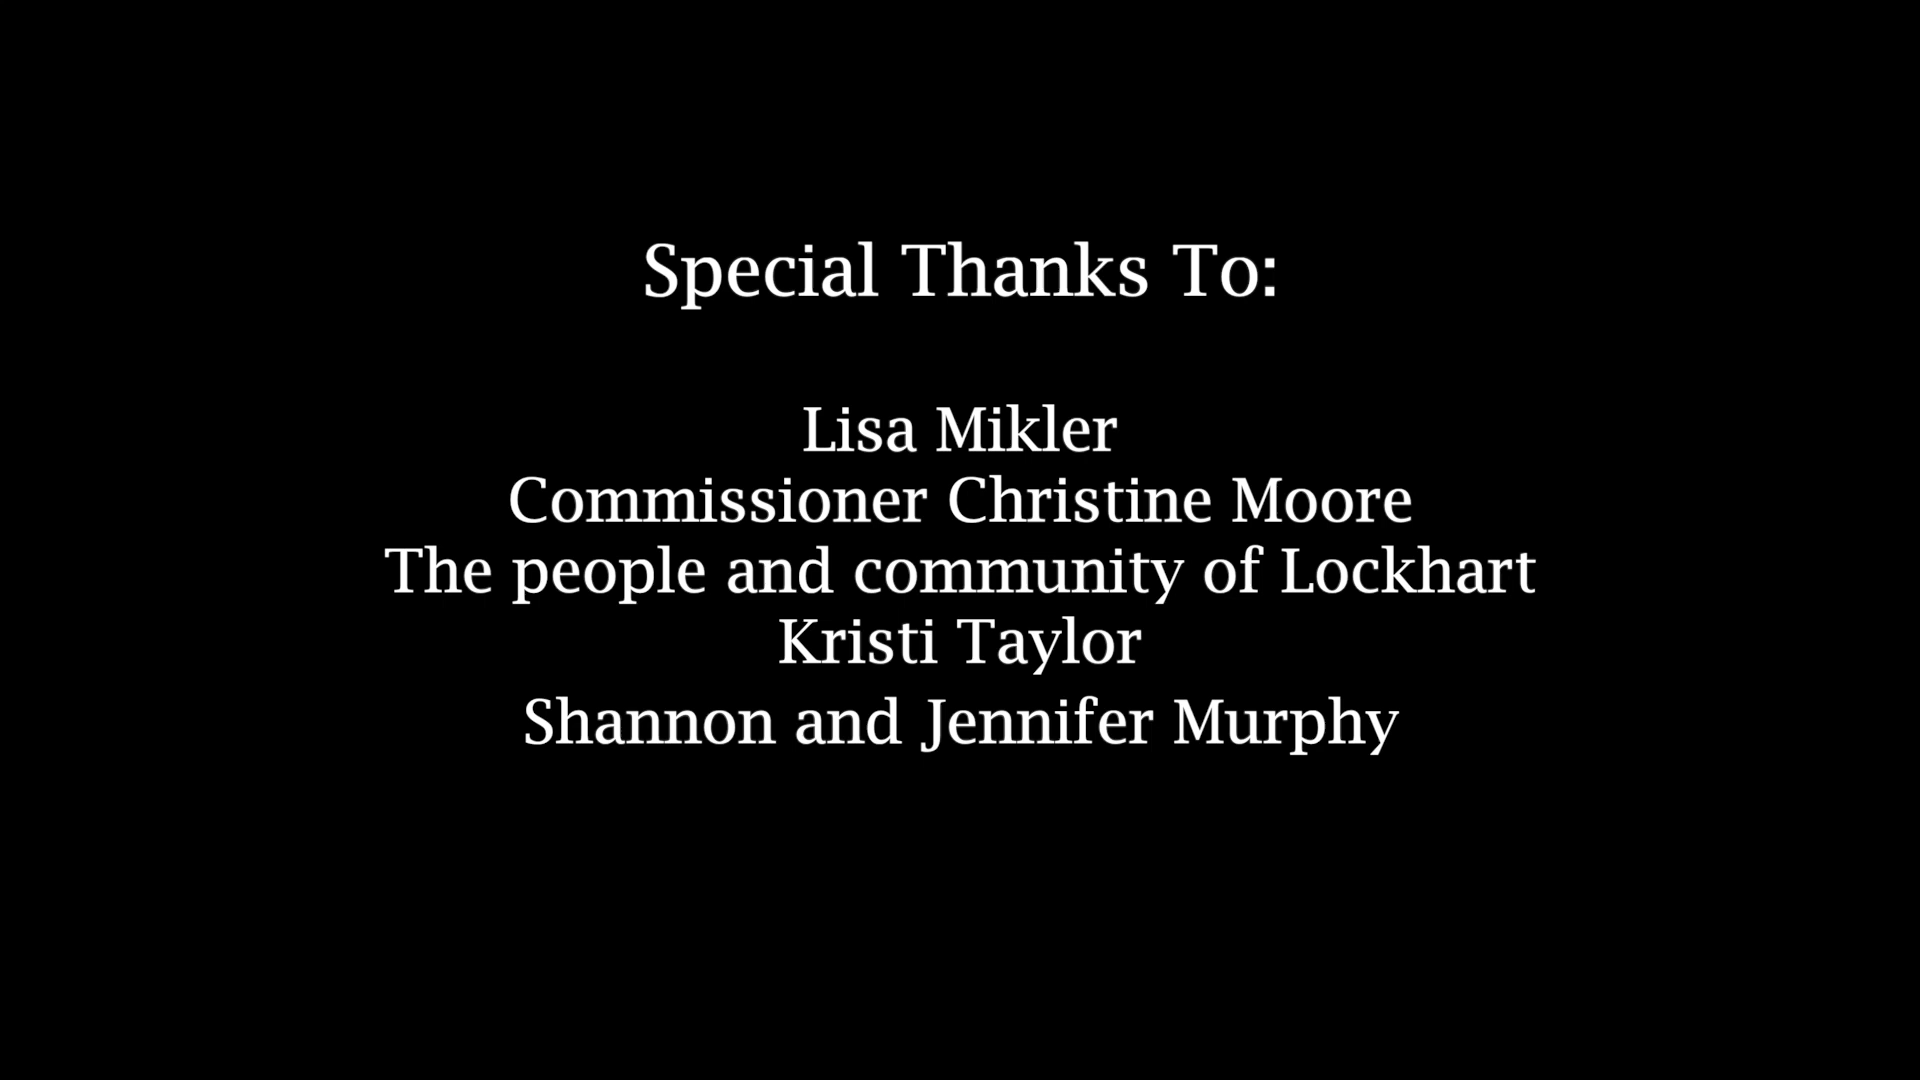 Special Thanks To:
Lisa Mikler
Commissioner Christine Moore
The people and community of Lockhart
Kristi Taylor
Shannon and Jennifer Murphy